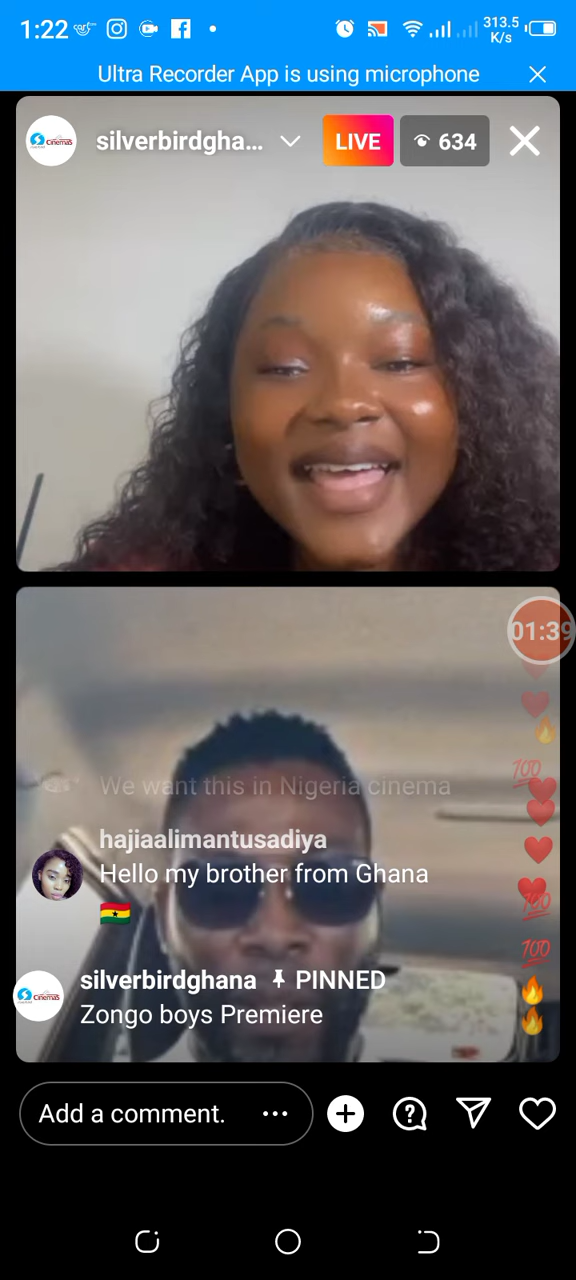 1:22
313.5
K/s
Ultra Recorder App is using microphone
silverbirdgha...
LIVE
634
01:39
We want this in Nigeria cinema
hajiaalimantusadiya
Hello my brother from Ghana
silverbirdghana PINNED
Zongo boys Premiere
Cinemas
Add a comment.